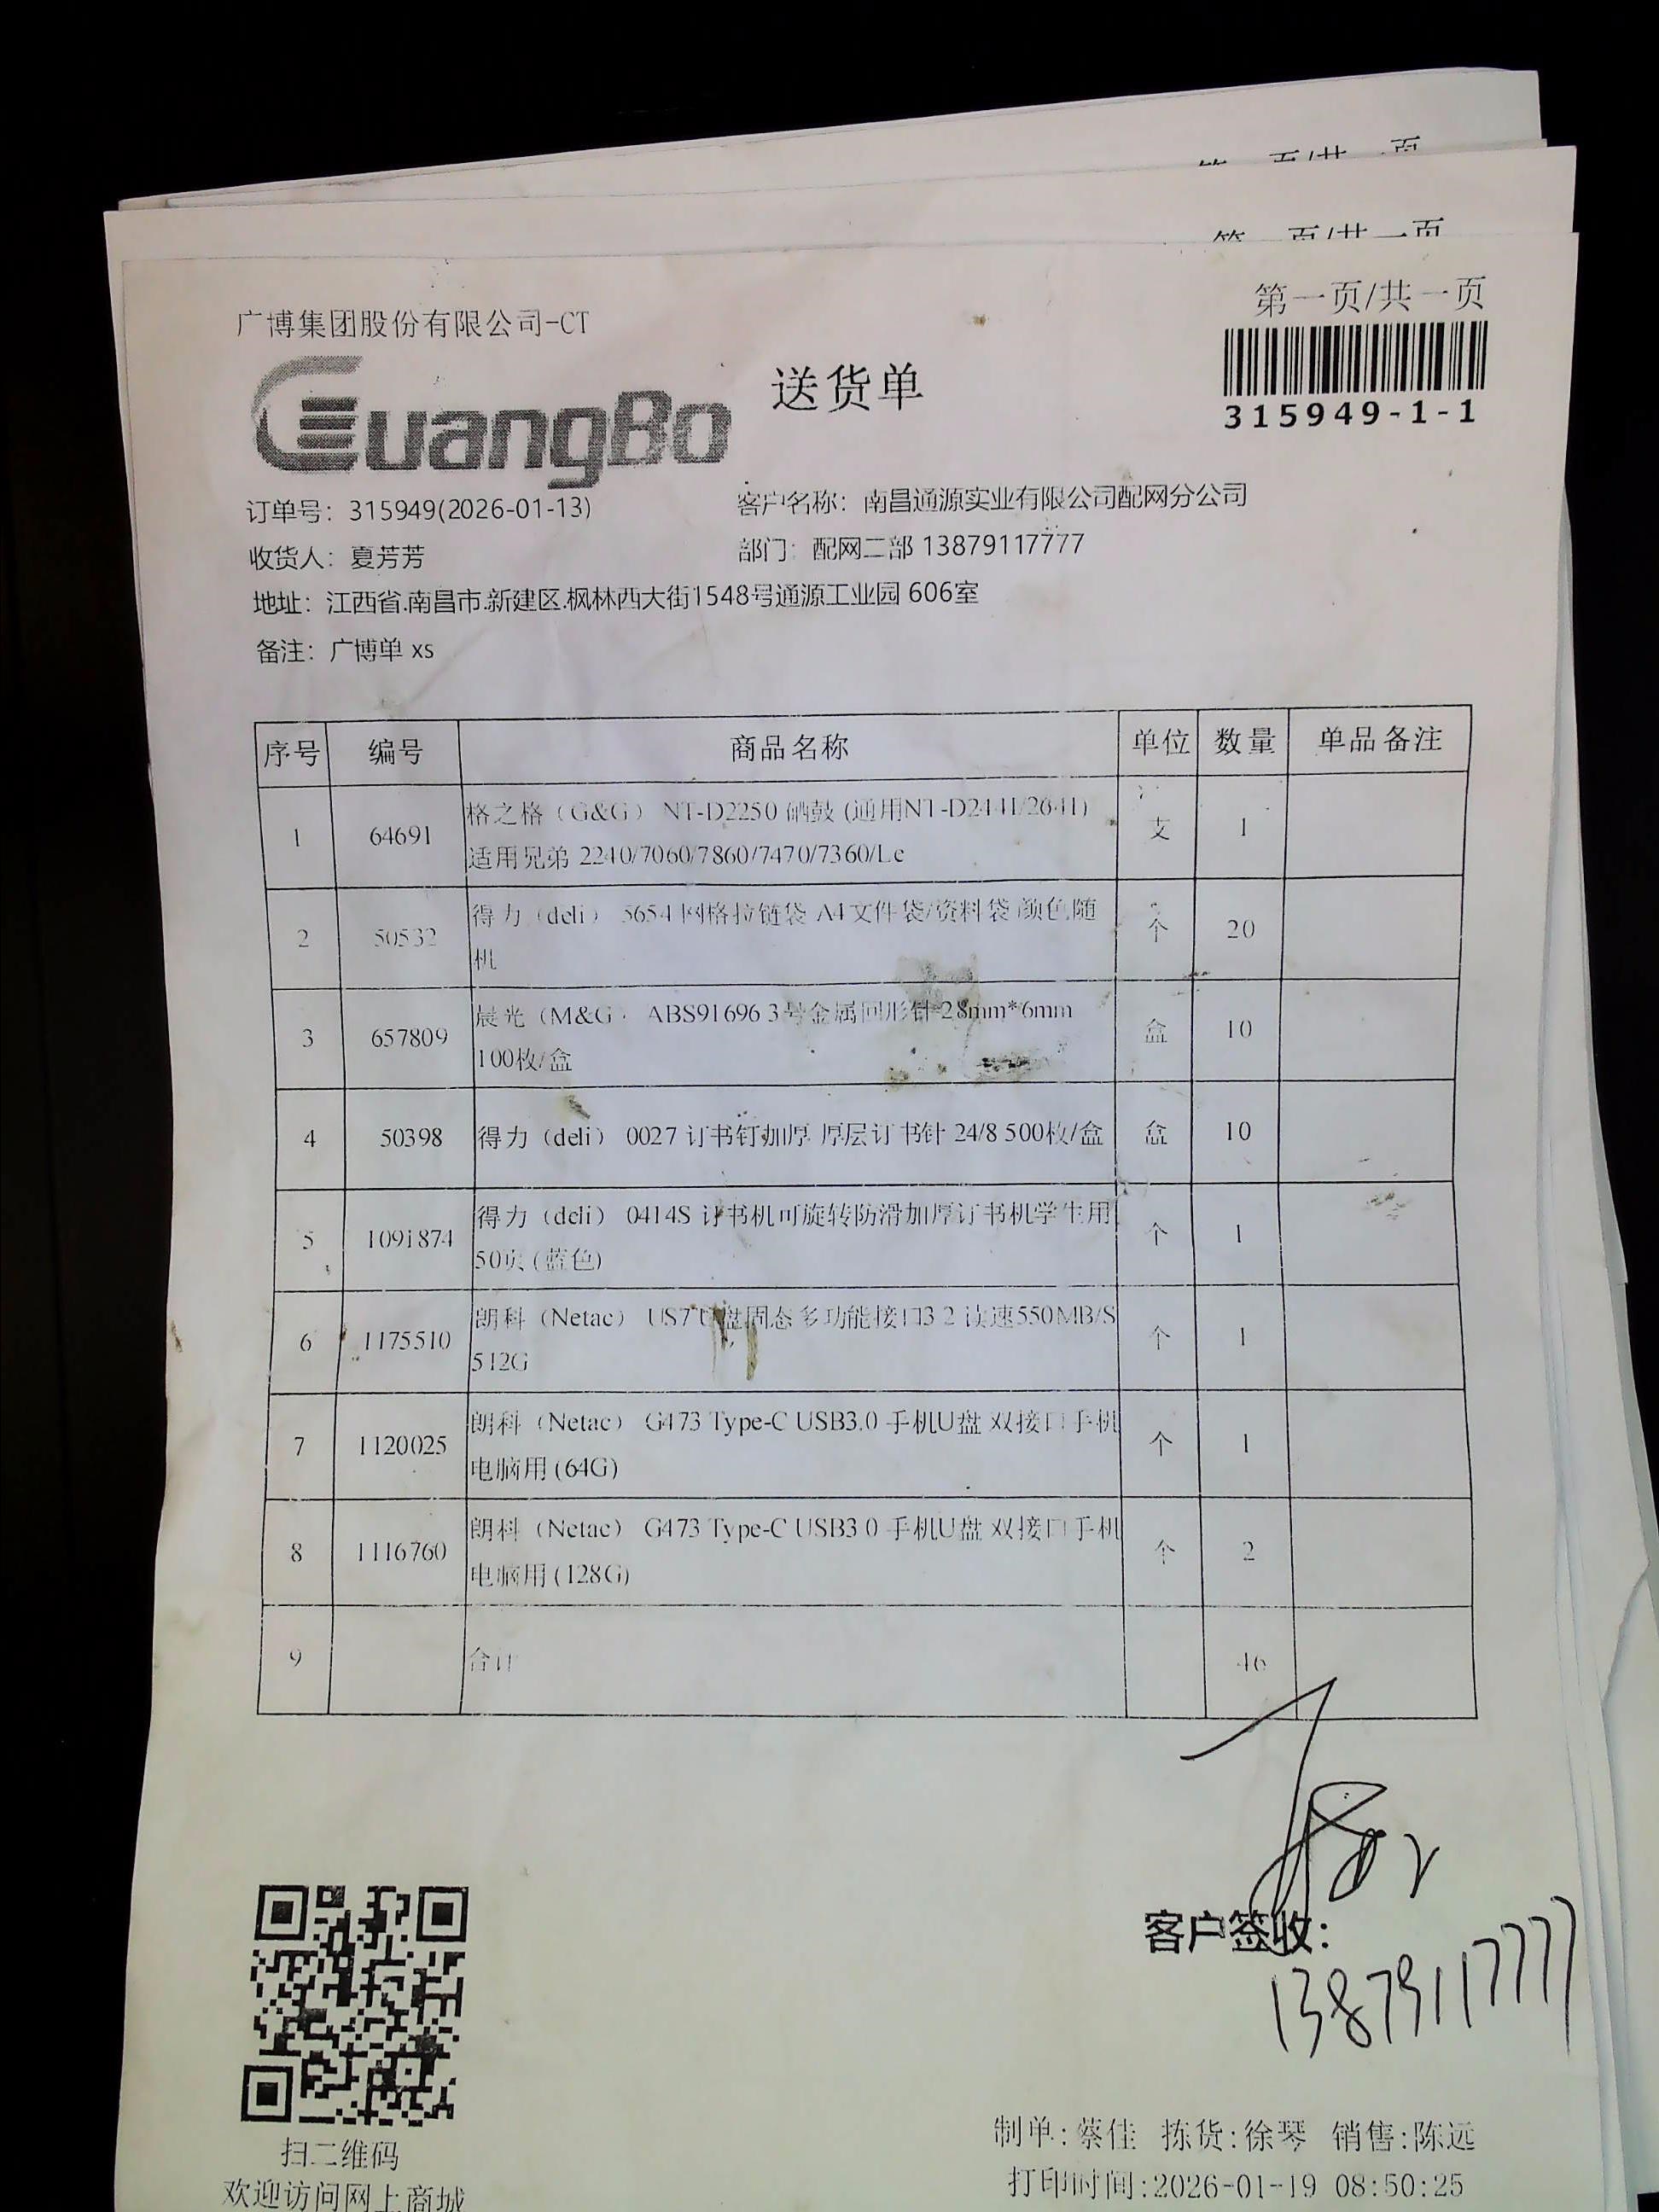 第一页/共一页
广博集团股份有限公司-CT
GuangBo
送货单
315949-1-1
订单号：315949(2026-01-13)
客户名称：南昌通源实业有限公司配网分公司
收货人：夏芳芳
部门：配网二部 13879117777
地址：江西省.南昌市.新建区.枫林西大街1548号通源工业园 606室
备注：广博单 xs
序号 编号 商品名称 单位 数量 单品备注
1 64691 格之格（G&G） NT-D2250 硒鼓 (通用NT-D2441/2641) 支 1
适用兄弟 2240/7060/7860/7470/7360/Le
2 50532 得力（deli） 5654 网格拉链袋 A4文件袋/资料袋 颜色随 个 20
机
3 657809 晨光（M&G） ABS91696 3号金属回形针 28mm*6mm 盒 10
100枚/盒
4 50398 得力（deli） 0027 订书钉加厚 厚层订书针 24/8 500枚/盒 盒 10
5 1091874 得力（deli） 0414S 订书机可旋转防滑加厚订书机学生用 个 1
50页 (蓝色)
6 1175510 朗科（Netac） US7 U盘固态多功能接口3.2 读速550MB/S 个 1
512G
7 1120025 朗科（Netac） G473 Type-C USB3.0 手机U盘 双接口手机 个 1
电脑用 (64G)
8 1116760 朗科（Netac） G473 Type-C USB3.0 手机U盘 双接口手机 个 2
电脑用 (128G)
9 合计 46
客户签收：
13879117777
扫二维码
欢迎访问网上商城
制单:蔡佳 拣货:徐琴 销售:陈远
打印时间:2026-01-19 08:50:25